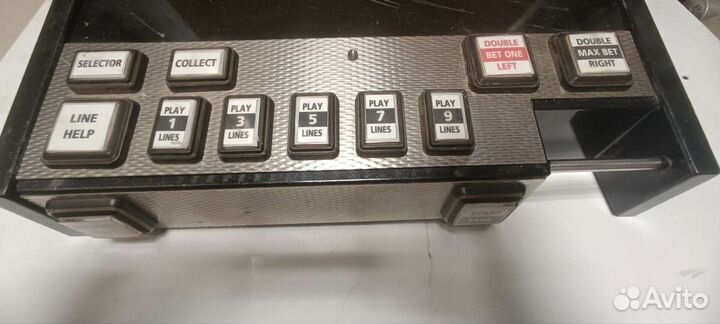 SELECTOR
COLLECT
DOUBLE
BET ONE
LEFT
DOUBLE
MAX BET
RIGHT
LINE
HELP
PLAY
1
LINES
PLAY
3
LINES
PLAY
5
LINES
PLAY
7
LINES
PLAY
9
LINES
START
Avito